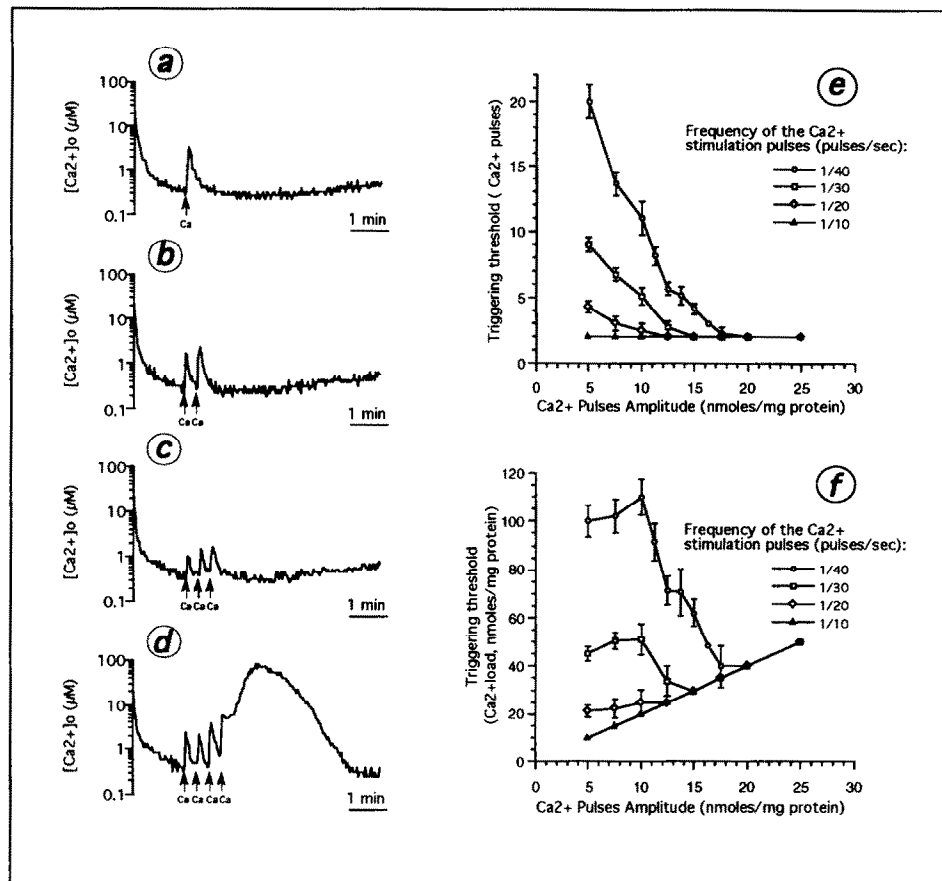 a
100
10
1
0.1
[Ca2+]o (µM)
Ca
1 min
b
100
10
1
0.1
[Ca2+]o (µM)
Ca Ca
1 min
c
100
10
1
0.1
[Ca2+]o (µM)
Ca Ca Ca
1 min
d
100
10
1
0.1
[Ca2+]o (µM)
Ca Ca Ca Ca
1 min
e
Triggering threshold ( Ca2+ pulses)
20
15
10
5
0
Frequency of the Ca2+
stimulation pulses (pulses/sec):
1/40
1/30
1/20
1/10
0 5 10 15 20 25 30
Ca2+ Pulses Amplitude (nmoles/mg protein)
f
Triggering threshold
(Ca2+load, nmoles/mg protein)
120
100
80
60
40
20
0
Frequency of the Ca2+
stimulation pulses (pulses/sec):
1/40
1/30
1/20
1/10
0 5 10 15 20 25 30
Ca2+ Pulses Amplitude (nmoles/mg protein)